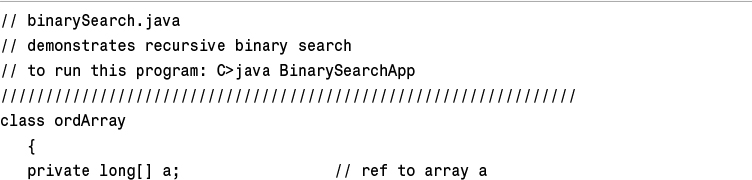 // binarySearch.java
// demonstrates recursive binary search
// to run this program: C>java BinarySearchApp
////////////////////////////////////////////////////////////////
class ordArray
{
private long[] a; // ref to array a